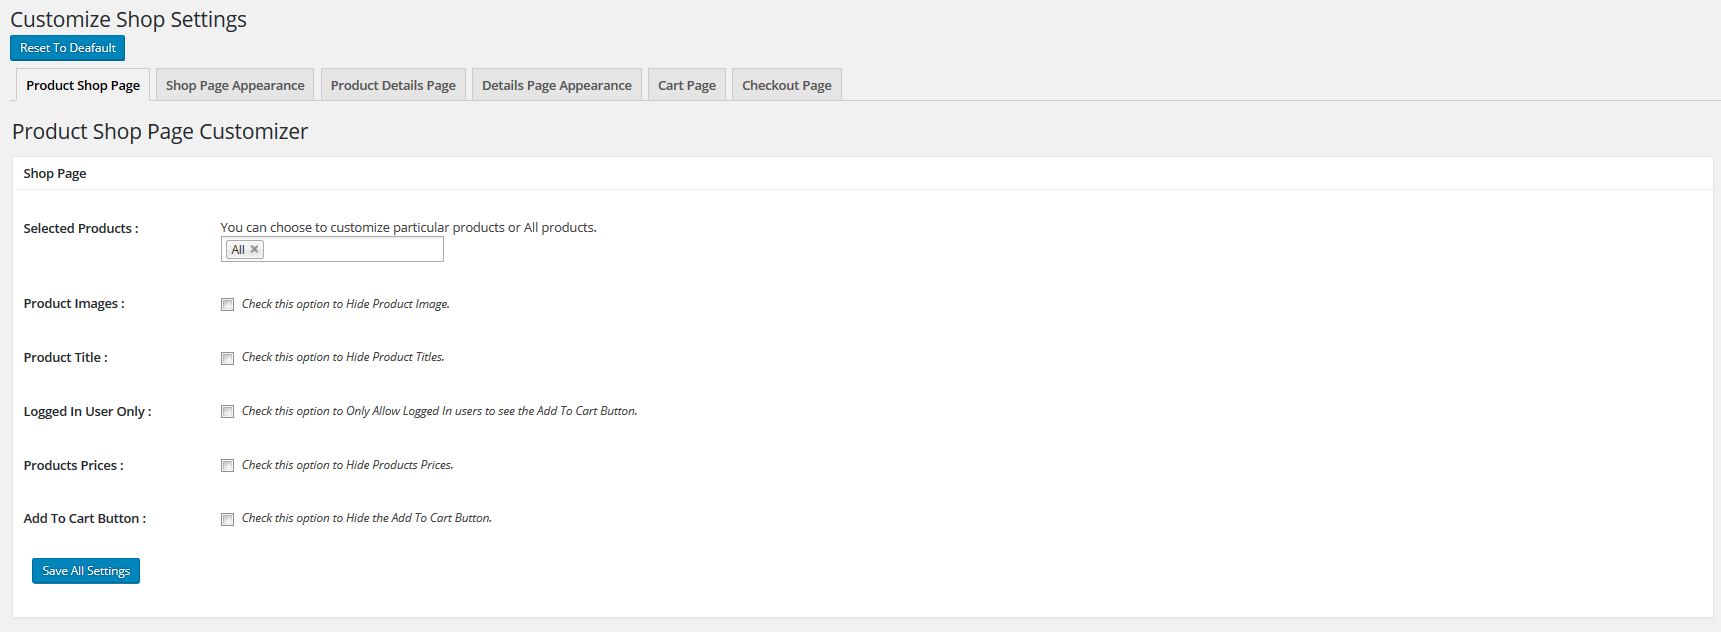 Customize Shop Settings
Reset To Deafault
Product Shop Page Shop Page Appearance Product Details Page Details Page Appearance Cart Page Checkout Page
Product Shop Page Customizer
Shop Page
Selected Products : You can choose to customize particular products or All products.
All ×
Product Images : Check this option to Hide Product Image.
Product Title : Check this option to Hide Product Titles.
Logged In User Only : Check this option to Only Allow Logged In users to see the Add To Cart Button.
Products Prices : Check this option to Hide Products Prices.
Add To Cart Button : Check this option to Hide the Add To Cart Button.
Save All Settings